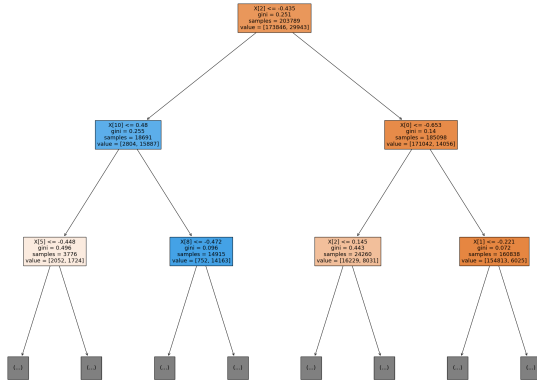 X[2] <= -0.435
gini = 0.251
samples = 203789
value = [173846, 29943]
X[10] <= 0.48
gini = 0.255
samples = 18691
value = [2804, 15887]
X[0] <= -0.653
gini = 0.14
samples = 185098
value = [171042, 14056]
X[5] <= -0.448
gini = 0.496
samples = 3776
value = [2052, 1724]
X[8] <= -0.472
gini = 0.096
samples = 14915
value = [752, 14163]
X[2] <= 0.145
gini = 0.443
samples = 24260
value = [16229, 8031]
X[1] <= -0.221
gini = 0.072
samples = 160838
value = [154813, 6025]
(...)
(...)
(...)
(...)
(...)
(...)
(...)
(...)